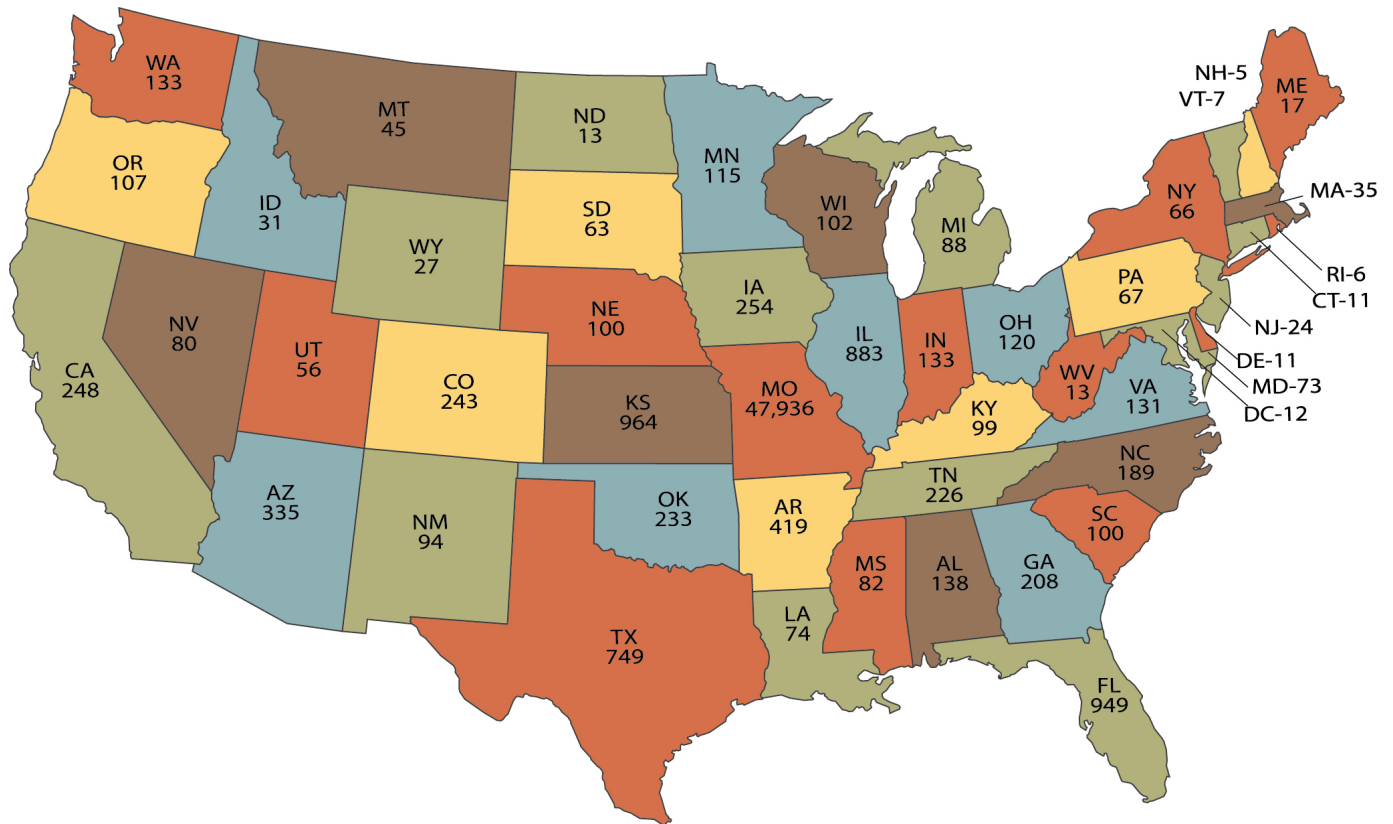 WA
133
OR
107
CA
248
ID
31
NV
80
MT
45
WY
27
UT
56
AZ
335
CO
243
NM
94
ND
13
SD
63
NE
100
KS
964
OK
233
TX
749
MN
115
IA
254
MO
47,936
AR
419
LA
74
WI
102
IL
883
MI
88
IN
133
OH
120
KY
99
TN
226
MS
82
AL
138
GA
208
FL
949
SC
100
NC
189
VA
131
WV
13
PA
67
NY
66
ME
17
NH-5
VT-7
MA-35
RI-6
CT-11
NJ-24
DE-11
MD-73
DC-12